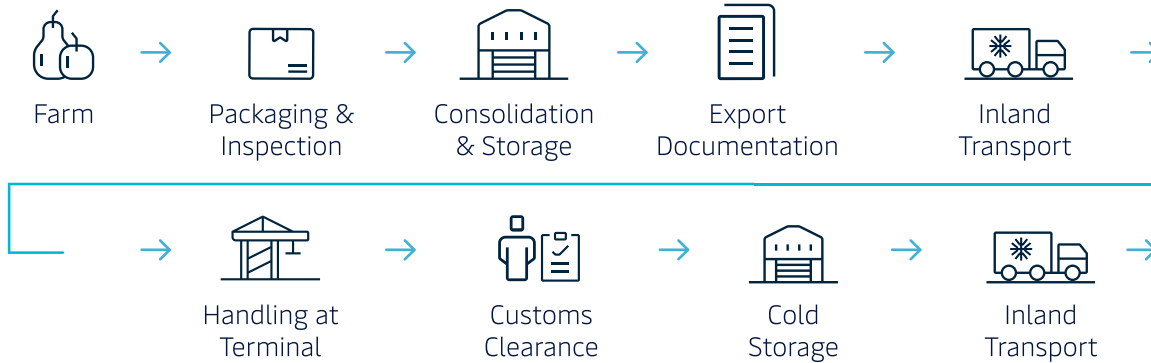 Farm
Packaging &
Inspection
Consolidation
& Storage
Export
Documentation
Inland
Transport
Handling at
Terminal
Customs
Clearance
Cold
Storage
Inland
Transport